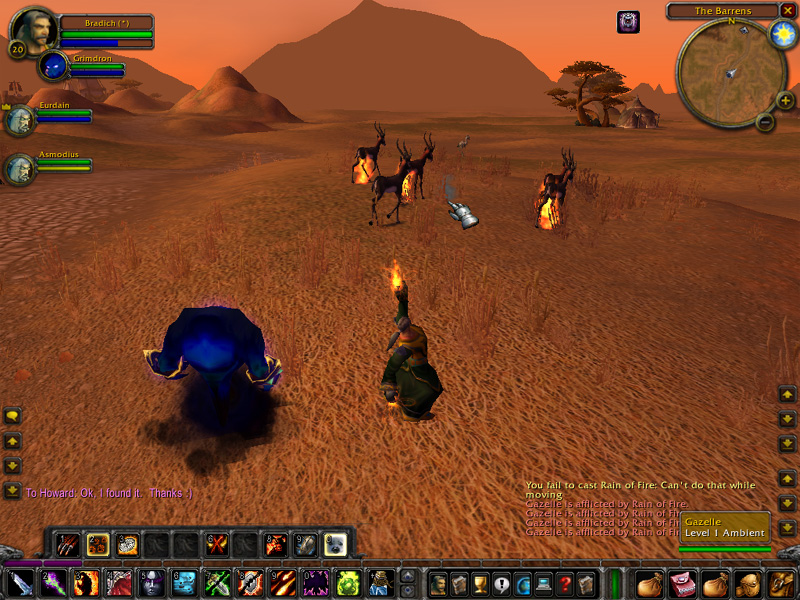 Bradich (*)
The Barrens
N
20
Grimdron
Eurdain
Asmodius
To Howard: Ok, I found it. Thanks :)
You fail to cast Rain of Fire: Can't do that while
moving
Gazelle is afflicted by Rain of Fire.
Gazelle is afflicted by Rain of Fire.
Gazelle is afflicted by Rain of Fire.
Gazelle is afflicted by Rain of Fire.
Gazelle
Level 1 Ambient